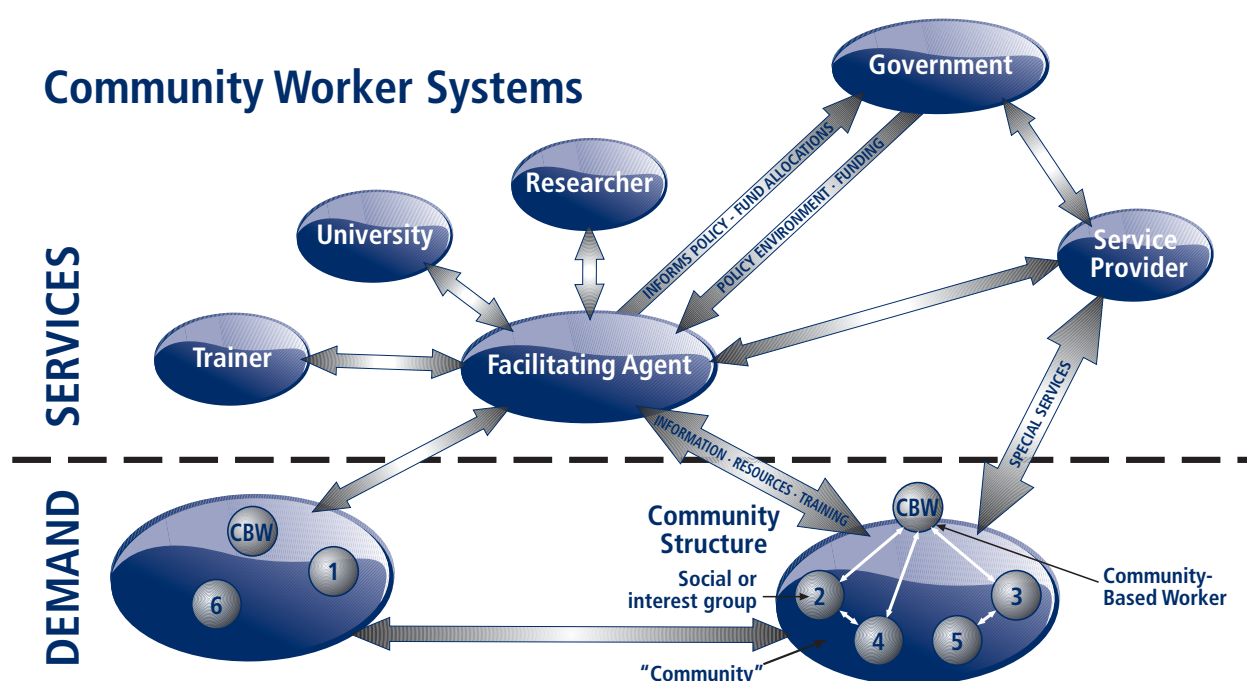 Community Worker Systems
Government
Researcher
University
Service
Provider
Trainer
Facilitating Agent
INFORMS POLICY - FUND ALLOCATIONS
POLICY ENVIRONMENT · FUNDING
SPECIAL SERVICES
INFORMATION · RESOURCES · TRAINING
SERVICES
DEMAND
CBW
1
6
Community
Structure
CBW
Social or
interest group
2
3
4
5
Community-
Based Worker
“Community”